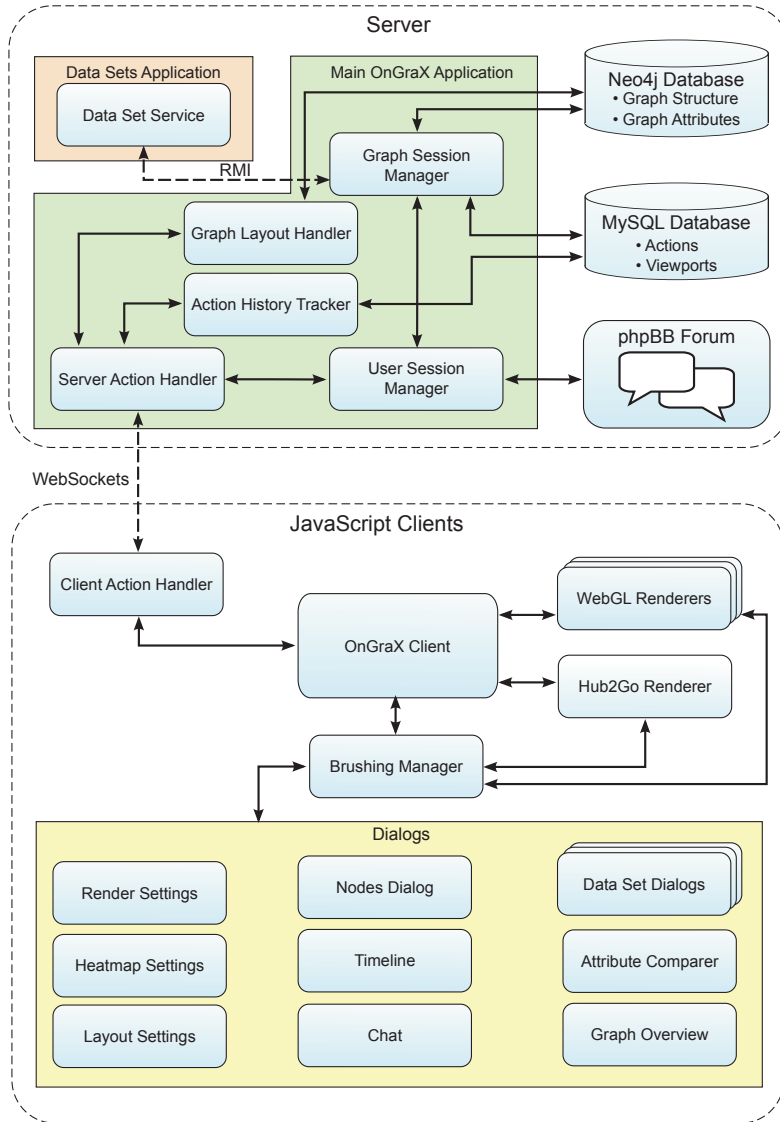 Server
Data Sets Application
Data Set Service
Main OnGraX Application
Neo4j Database
• Graph Structure
• Graph Attributes
RMI
Graph Session
Manager
Graph Layout Handler
MySQL Database
• Actions
• Viewports
Action History Tracker
Server Action Handler
User Session
Manager
phpBB Forum
WebSockets
JavaScript Clients
Client Action Handler
WebGL Renderers
OnGraX Client
Hub2Go Renderer
Brushing Manager
Dialogs
Render Settings
Nodes Dialog
Data Set Dialogs
Heatmap Settings
Timeline
Attribute Comparer
Layout Settings
Chat
Graph Overview